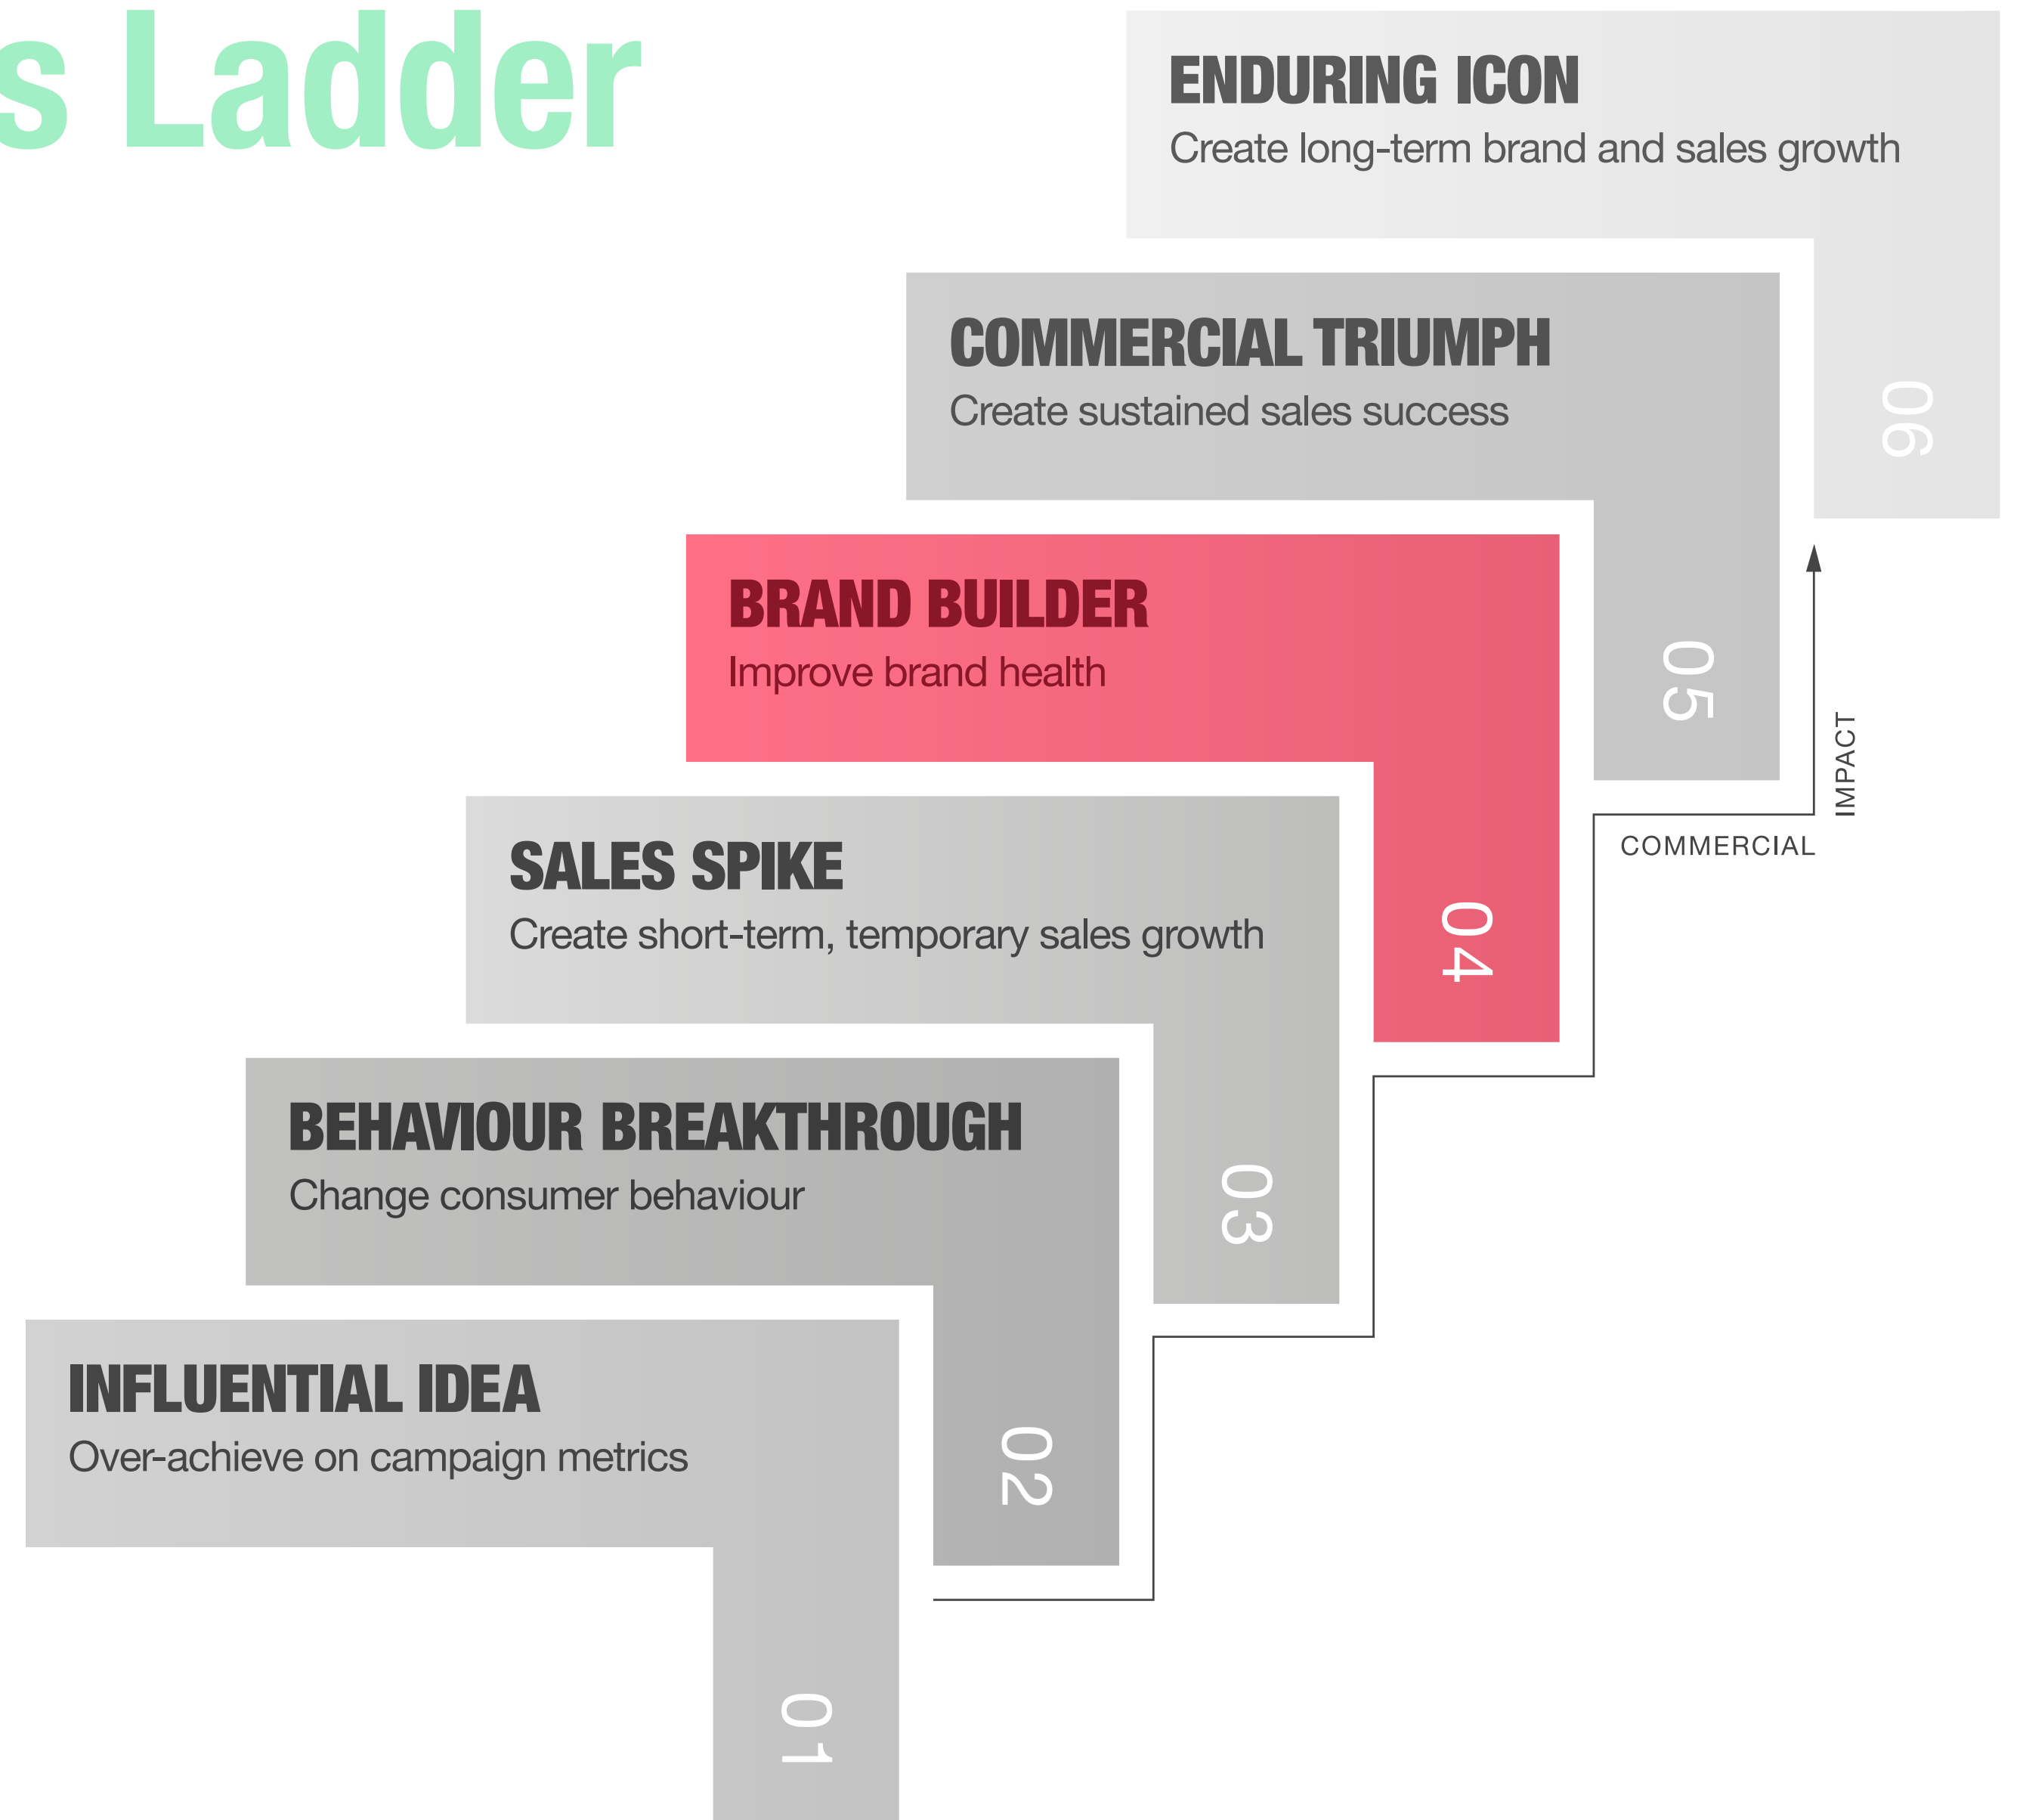 s Ladder
ENDURING ICON
Create long-term brand and sales growth
06
COMMERCIAL TRIUMPH
Create sustained sales success
05
BRAND BUILDER
Improve brand health
04
SALES SPIKE
Create short-term, temporary sales growth
03
BEHAVIOUR BREAKTHROUGH
Change consumer behaviour
02
INFLUENTIAL IDEA
Over-achieve on campaign metrics
01
COMMERCIAL
IMPACT